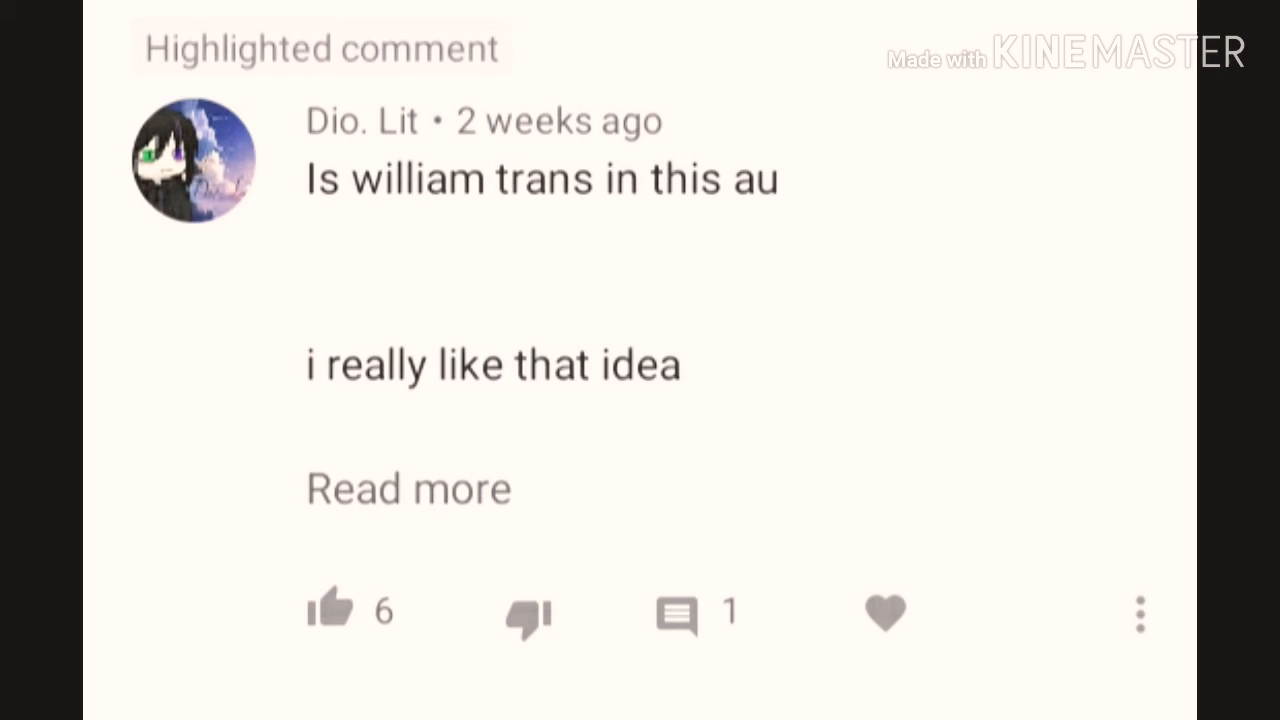 Highlighted comment
Made with KINEMASTER
Dio. Lit • 2 weeks ago
Is william trans in this au
i really like that idea
Read more
6
1